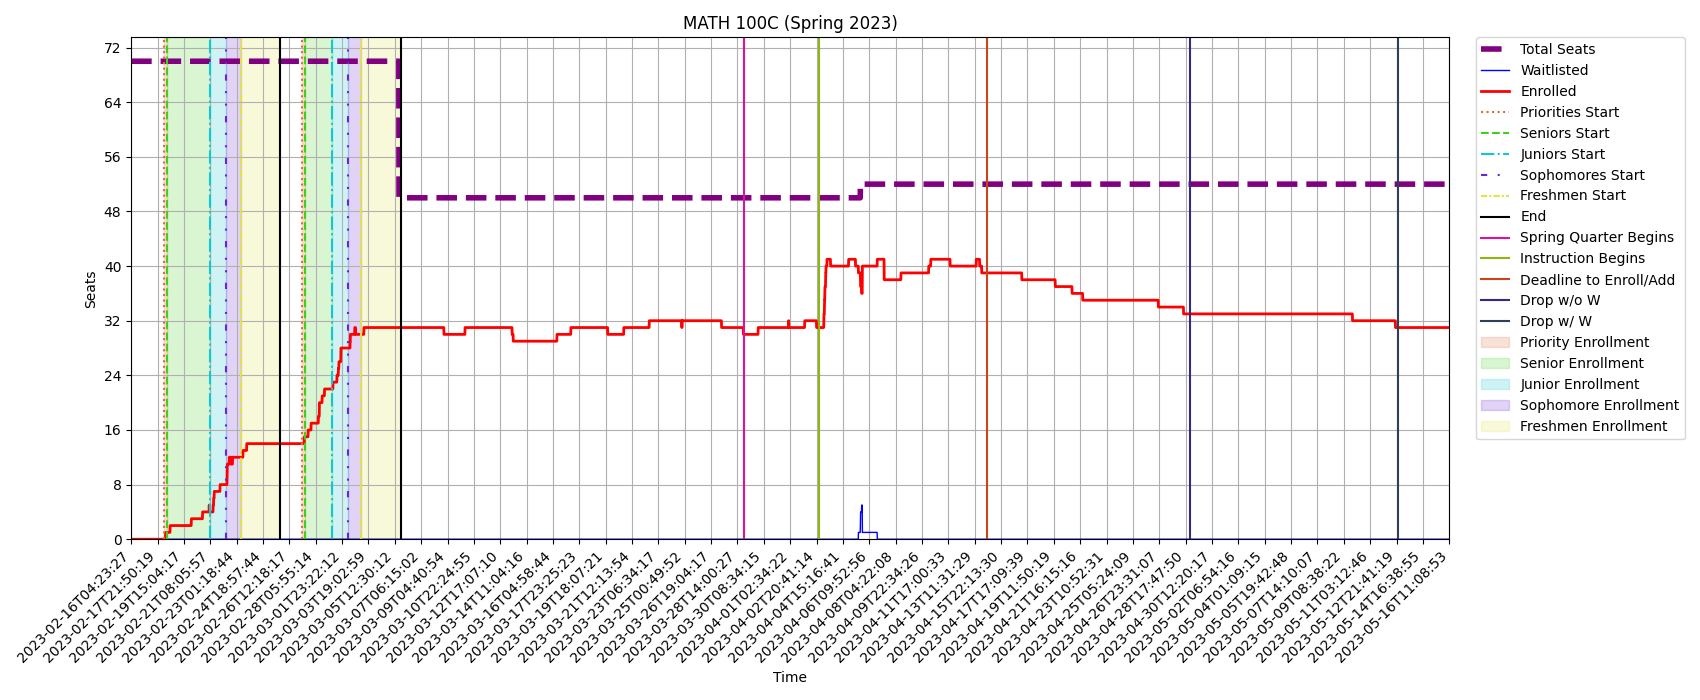 MATH 100C (Spring 2023)
72
64
56
48
40
32
24
16
8
0
Seats
2023-02-16T04:23:27
2023-02-17T21:50:19
2023-02-19T15:04:17
2023-02-21T08:05:57
2023-02-23T01:18:44
2023-02-24T18:57:44
2023-02-26T12:18:17
2023-02-28T05:55:14
2023-03-01T23:22:12
2023-03-03T19:02:59
2023-03-05T12:30:12
2023-03-07T06:15:02
2023-03-09T04:40:54
2023-03-10T22:24:55
2023-03-12T17:07:10
2023-03-14T11:04:16
2023-03-16T04:58:44
2023-03-17T23:25:23
2023-03-19T18:07:21
2023-03-21T12:13:54
2023-03-23T06:34:17
2023-03-25T00:49:52
2023-03-26T19:04:17
2023-03-28T14:00:27
2023-03-30T08:34:15
2023-04-01T02:34:22
2023-04-02T20:41:14
2023-04-04T15:16:41
2023-04-06T09:52:56
2023-04-08T04:22:08
2023-04-09T22:34:26
2023-04-11T17:00:33
2023-04-13T11:31:29
2023-04-15T22:13:30
2023-04-17T17:09:39
2023-04-19T11:50:19
2023-04-21T16:15:16
2023-04-23T10:52:31
2023-04-25T05:24:09
2023-04-26T23:31:07
2023-04-28T17:47:50
2023-04-30T12:20:17
2023-05-02T06:54:16
2023-05-04T01:09:15
2023-05-05T19:42:48
2023-05-07T14:10:07
2023-05-09T08:38:22
2023-05-11T03:12:46
2023-05-12T21:41:19
2023-05-14T16:38:55
2023-05-16T11:08:53
Time
Total Seats
Waitlisted
Enrolled
Priorities Start
Seniors Start
Juniors Start
Sophomores Start
Freshmen Start
End
Spring Quarter Begins
Instruction Begins
Deadline to Enroll/Add
Drop w/o W
Drop w/ W
Priority Enrollment
Senior Enrollment
Junior Enrollment
Sophomore Enrollment
Freshmen Enrollment